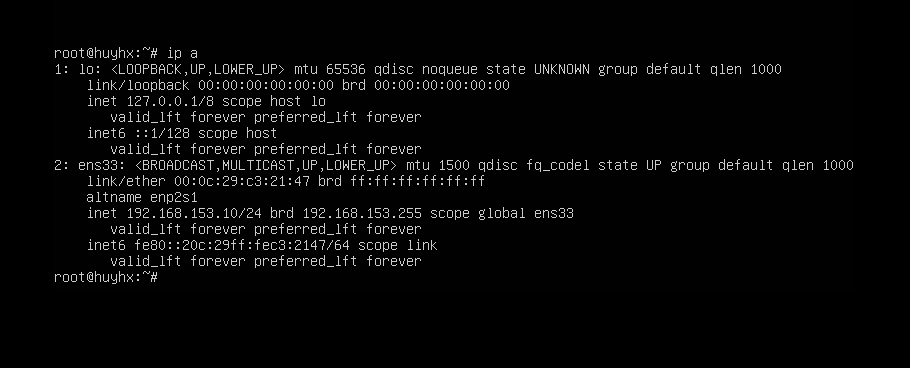 root@huyhx:~# ip a
1: lo: <LOOPBACK,UP,LOWER_UP> mtu 65536 qdisc noqueue state UNKNOWN group default qlen 1000
link/loopback 00:00:00:00:00:00 brd 00:00:00:00:00:00
inet 127.0.0.1/8 scope host lo
valid_lft forever preferred_lft forever
inet6 ::1/128 scope host
valid_lft forever preferred_lft forever
2: ens33: <BROADCAST,MULTICAST,UP,LOWER_UP> mtu 1500 qdisc fq_codel state UP group default qlen 1000
link/ether 00:0c:29:c3:21:47 brd ff:ff:ff:ff:ff:ff
altname enp2s1
inet 192.168.153.10/24 brd 192.168.153.255 scope global ens33
valid_lft forever preferred_lft forever
inet6 fe80::20c:29ff:fec3:2147/64 scope link
valid_lft forever preferred_lft forever
root@huyhx:~#